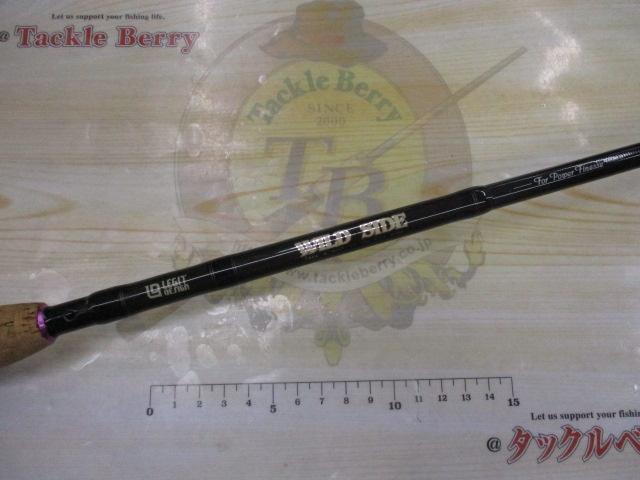 Let us support your fishing life.
@ Tackle Berry
Tackle Berry
SINCE
2000
TB
www.tackleberry.co.jp
For Power Finesse
WILD SIDE
LD LEGIT
DESIGN
0 1 2 3 4 5 6 7 8 9 10 11 12 13 14 15
Let us support your fishing
@ タックルベ